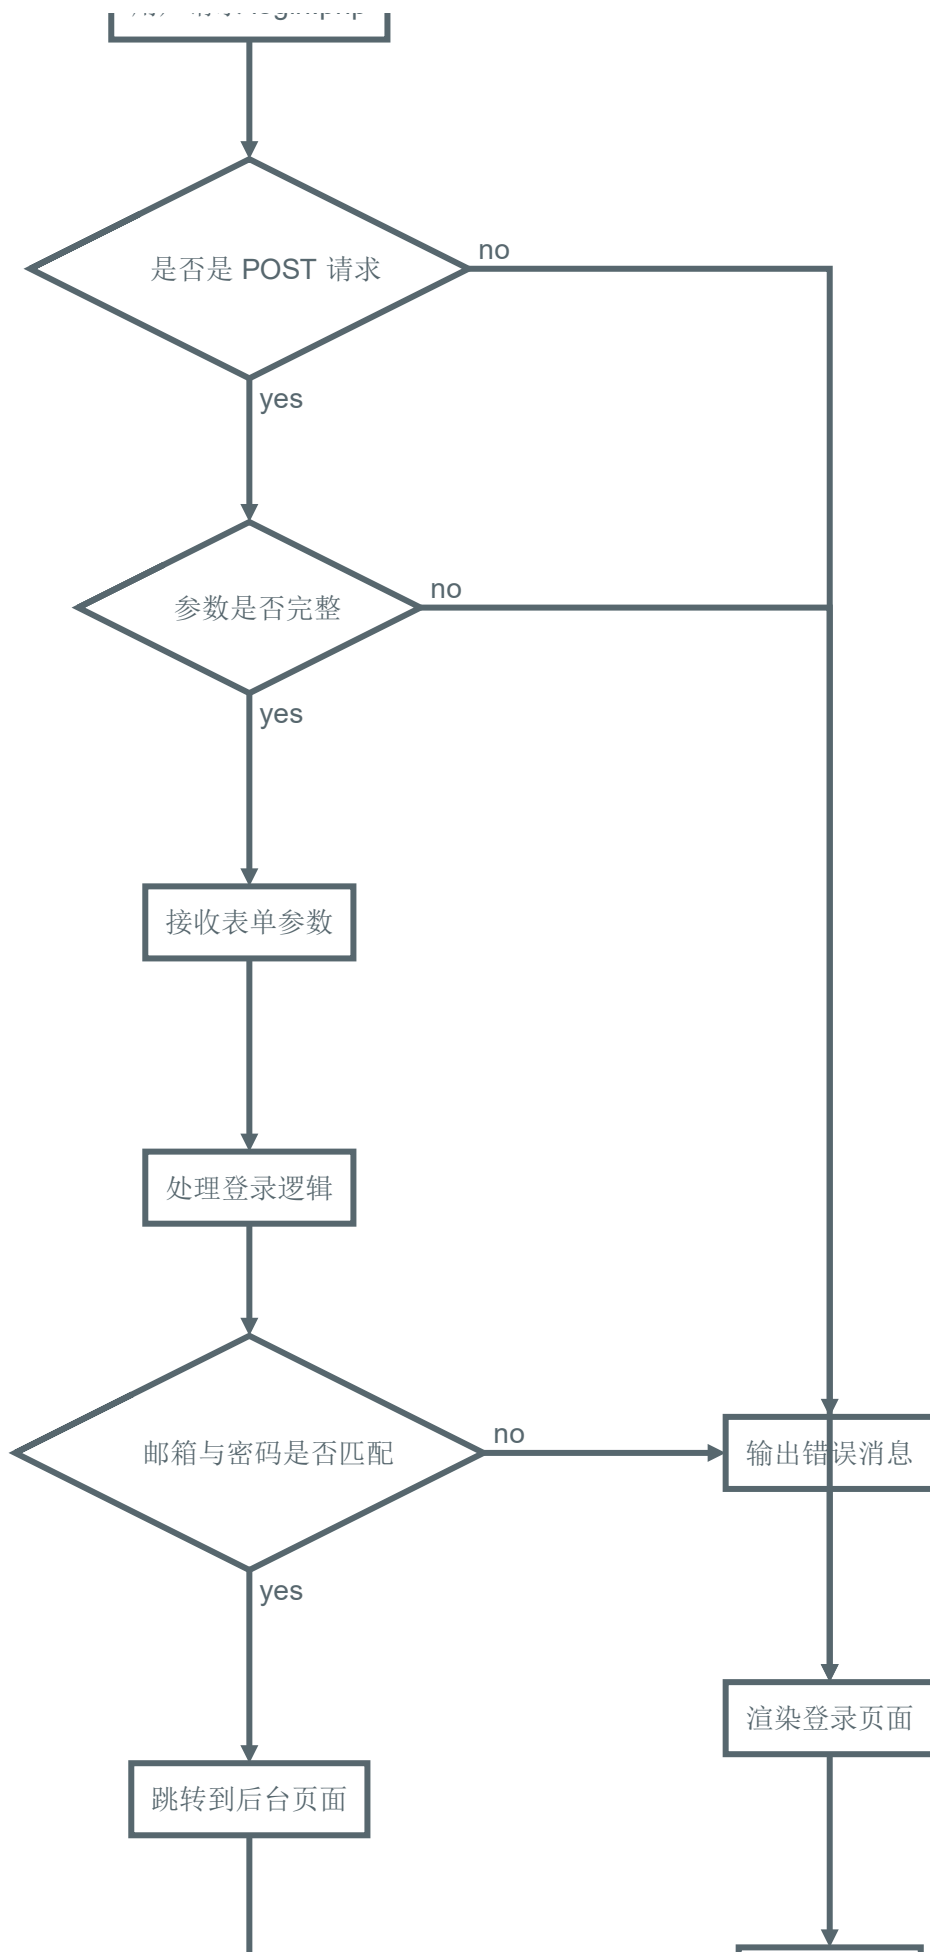 是否是 POST 请求
no
yes
参数是否完整
no
yes
接收表单参数
处理登录逻辑
邮箱与密码是否匹配
no
输出错误消息
yes
渲染登录页面
跳转到后台页面